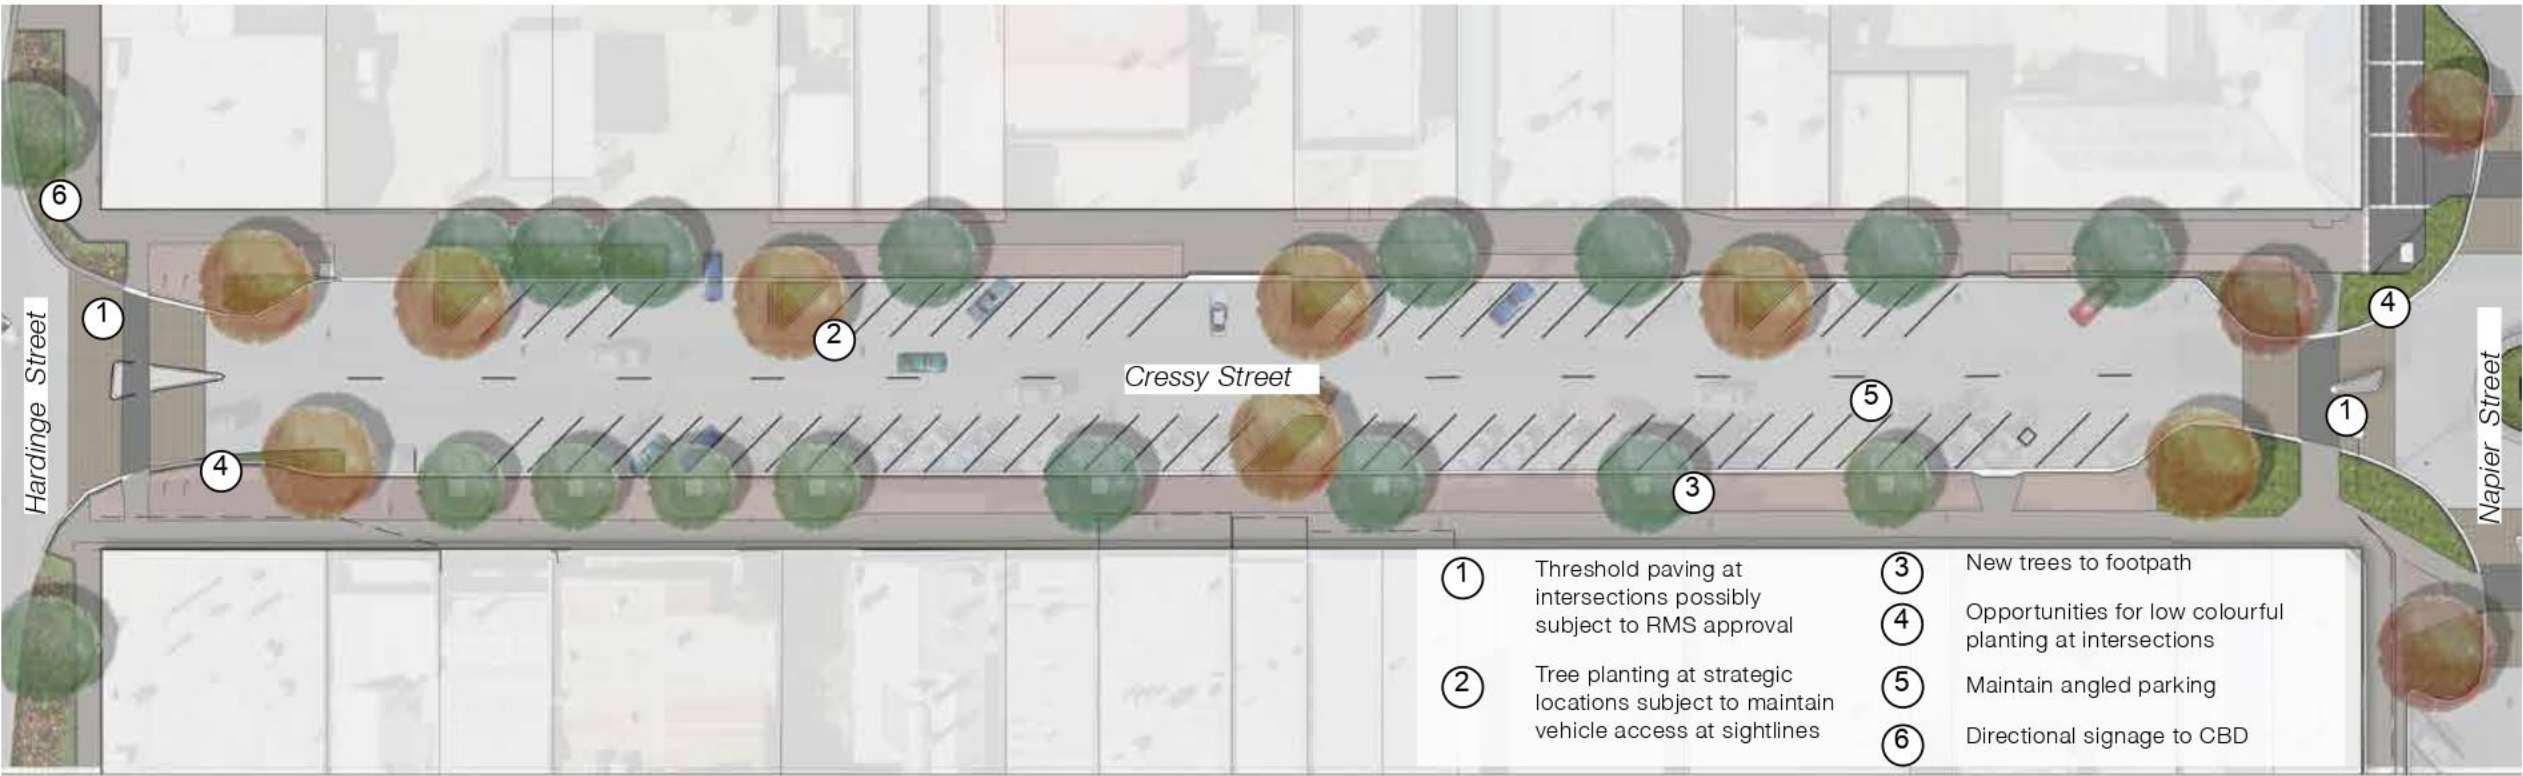 6
1
2
Hardinge Street
Cressy Street
Napier Street
4
5
1
4
3
1 Threshold paving at
intersections possibly
subject to RMS approval
2 Tree planting at strategic
locations subject to maintain
vehicle access at sightlines
3 New trees to footpath
4 Opportunities for low colourful
planting at intersections
5 Maintain angled parking
6 Directional signage to CBD